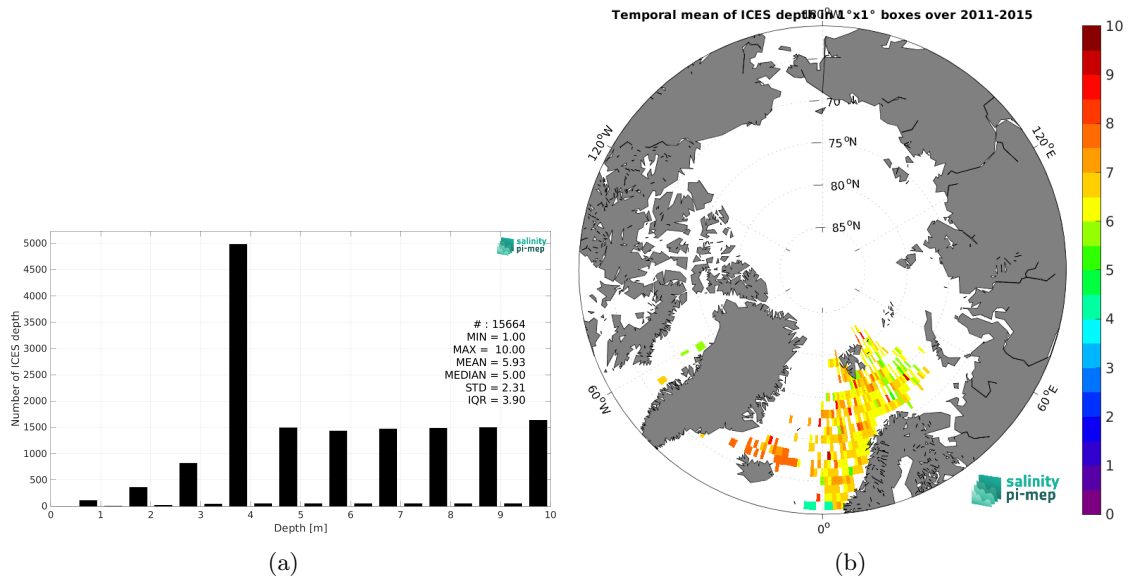 5000
4500
4000
3500
3000
2500
2000
1500
1000
500
0
Number of ICES depth
salinity
pi-mep
# : 15664
MIN = 1.00
MAX = 10.00
MEAN = 5.93
MEDIAN = 5.00
STD = 2.31
IQR = 3.90
0 1 2 3 4 5 6 7 8 9 10
Depth [m]
(a)
Temporal mean of ICES depth in 1°x1° boxes over 2011-2015
180°W
120°W
120°E
60°W
60°E
0°
75°N
80°N
85°N
salinity
pi-mep
10
9
8
7
6
5
4
3
2
1
0
(b)